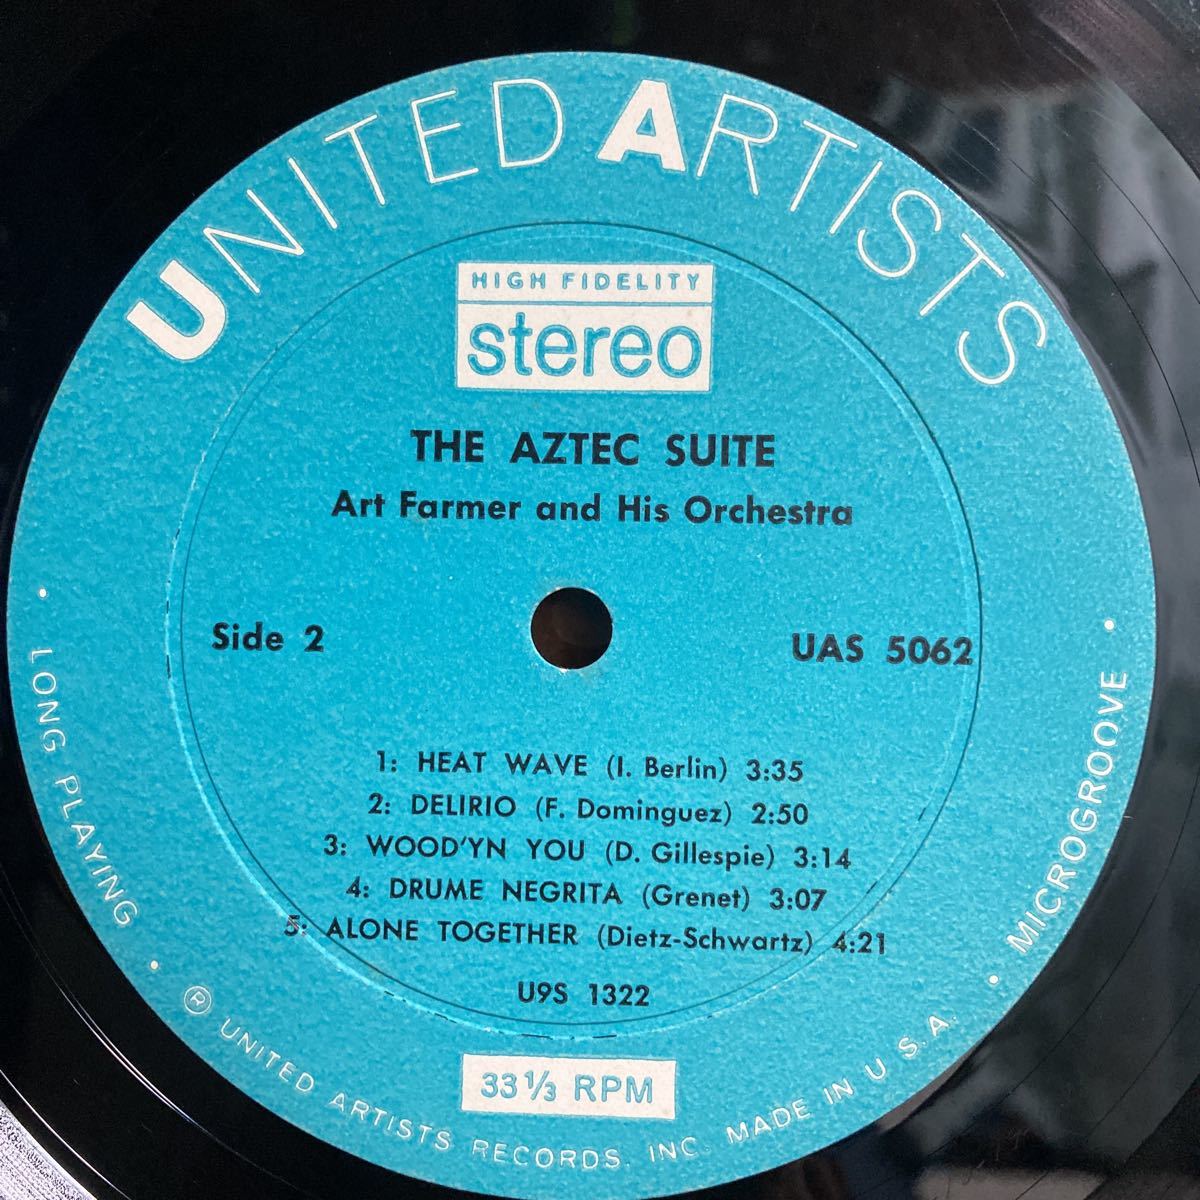 UNITED ARTISTS
HIGH FIDELITY
stereo
THE AZTEC SUITE
Art Farmer and His Orchestra
Side 2
UAS 5062
1: HEAT WAVE (I. Berlin) 3:35
2: DELIRIO (F. Dominguez) 2:50
3: WOOD'YN YOU (D. Gillespie) 3:14
4: DRUME NEGRITA (Grenet) 3:07
5: ALONE TOGETHER (Dietz-Schwartz) 4:21
U9S 1322
33 1/3 RPM
• LONG PLAYING • ® UNITED ARTISTS RECORDS, INC. MADE IN U.S.A. • MICROGROOVE •